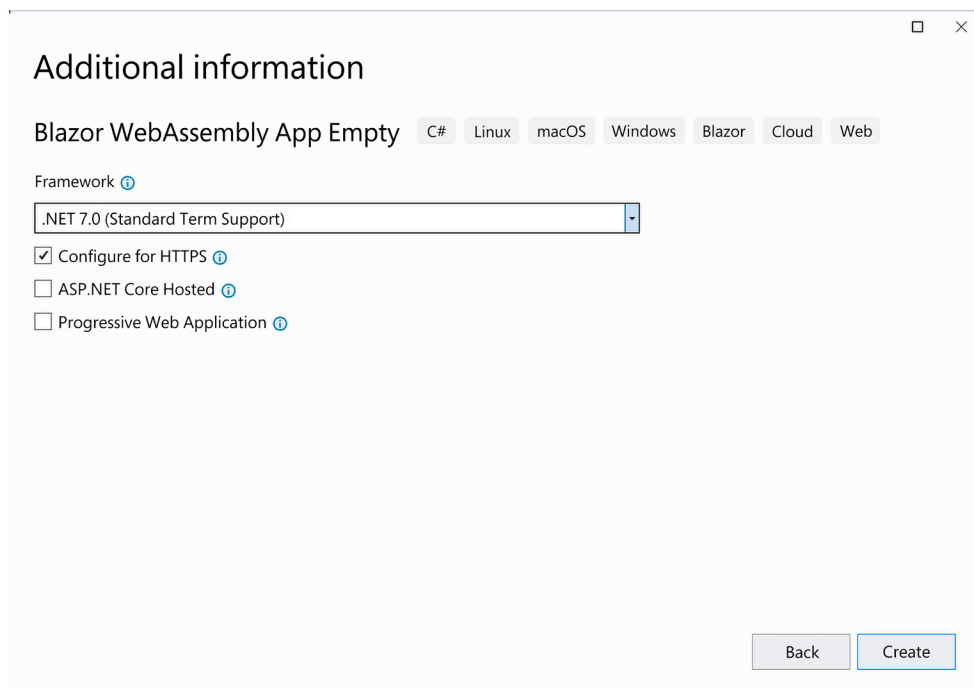 Additional information
Blazor WebAssembly App Empty C# Linux macOS Windows Blazor Cloud Web
Framework
.NET 7.0 (Standard Term Support)
Configure for HTTPS
ASP.NET Core Hosted
Progressive Web Application
Back Create